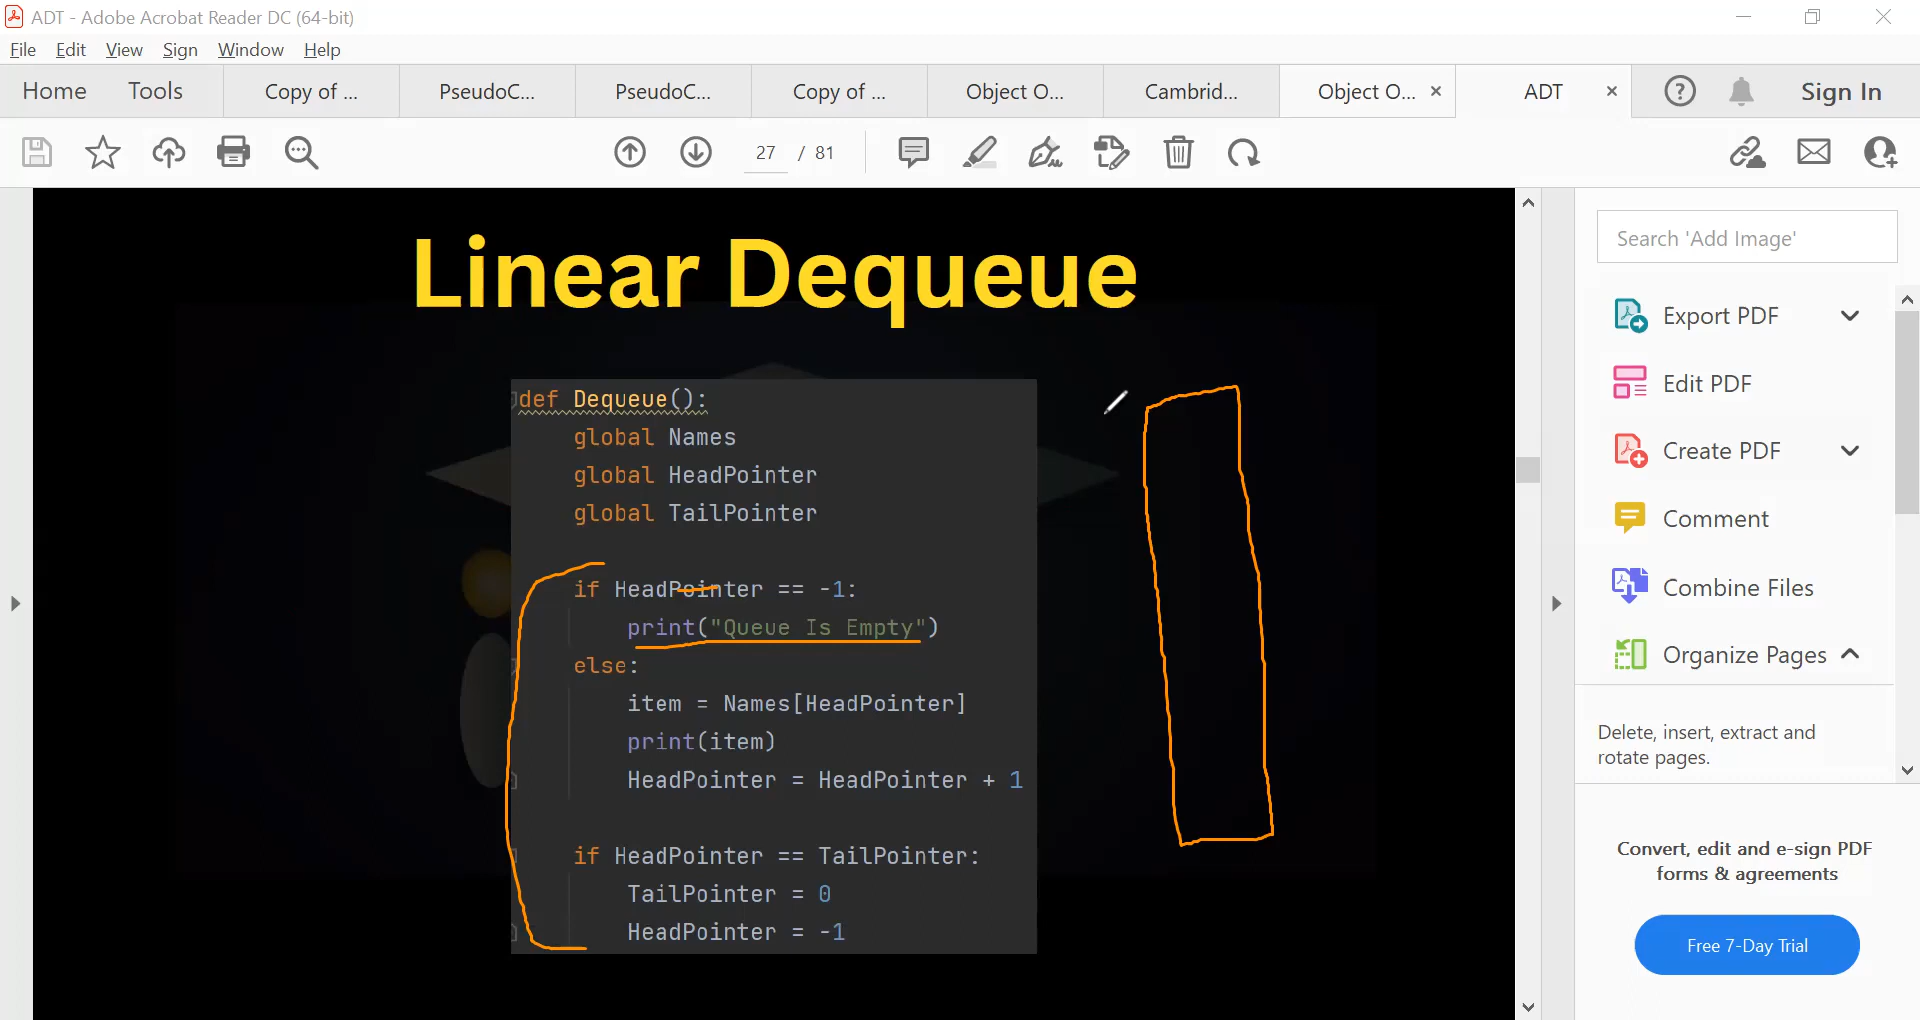 ADT - Adobe Acrobat Reader DC (64-bit)
File Edit View Sign Window Help
Home Tools Copy of ... PseudoC... PseudoC... Copy of ... Object O... Cambrid... Object O... ADT Sign In
27 / 81
Linear Dequeue
def Dequeue():
global Names
global HeadPointer
global TailPointer
if HeadPointer == -1:
print("Queue Is Empty")
else:
item = Names[HeadPointer]
print(item)
HeadPointer = HeadPointer + 1
if HeadPointer == TailPointer:
TailPointer = 0
HeadPointer = -1
Search 'Add Image'
Export PDF
Edit PDF
Create PDF
Comment
Combine Files
Organize Pages
Delete, insert, extract and
rotate pages.
Convert, edit and e-sign PDF
forms & agreements
Free 7-Day Trial